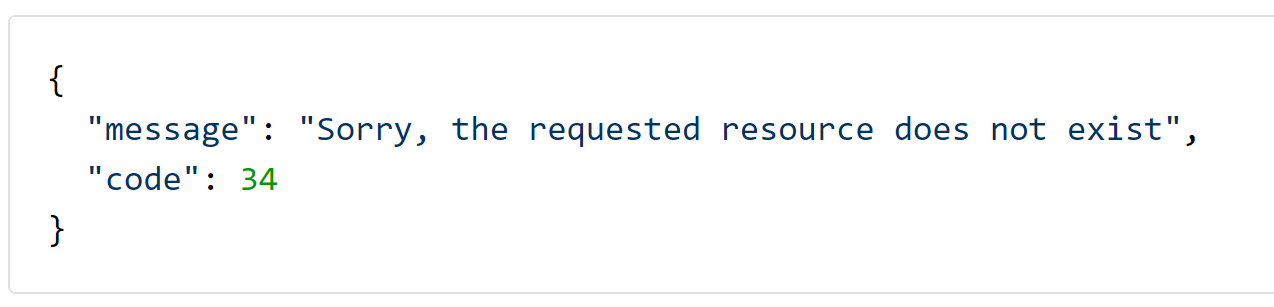 {
"message": "Sorry, the requested resource does not exist",
"code": 34
}